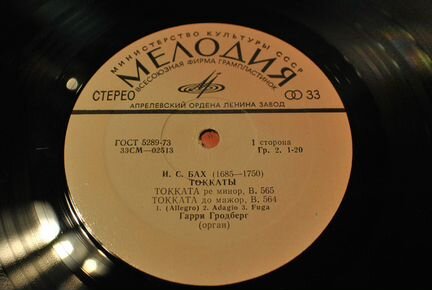 МИНИСТЕРСТВО КУЛЬТУРЫ СССР
МЕЛОДИЯ
ВСЕСОЮЗНАЯ ФИРМА ГРАМПЛАСТИНОК
СТЕРЕО 33
АПРЕЛЕВСКИЙ ОРДЕНА ЛЕНИНА ЗАВОД
ГОСТ 5289-73 1 сторона
33СМ—02513 Гр. 2. 1-20
И. С. БАХ (1685—1750)
ТОККАТЫ
ТОККАТА ре минор, В. 565
ТОККАТА до мажор, В. 564
1. (Allegro) 2. Adagio 3. Fuga
Гарри Гродберг
(орган)